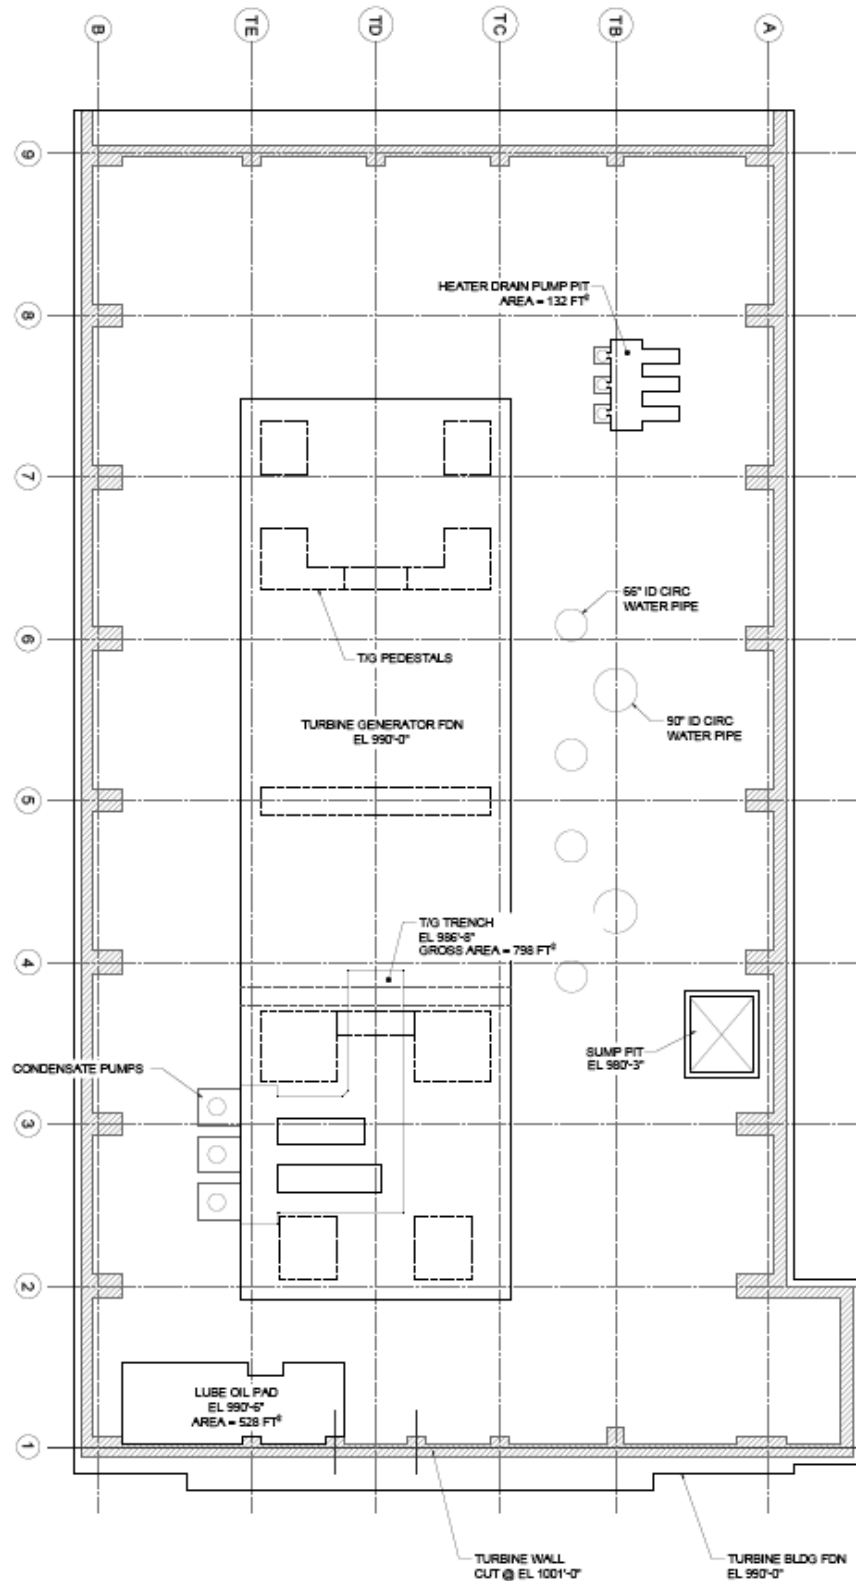 B
TE
TD
TC
TB
A
9
8
7
6
5
4
3
2
1
HEATER DRAIN PUMP PIT
AREA = 132 FT²
66" ID CIRC
WATER PIPE
T/G PEDESTALS
90" ID CIRC
WATER PIPE
TURBINE GENERATOR FDN
EL 990'-0"
T/G TRENCH
EL 986'-8"
GROSS AREA = 798 FT²
SUMP PIT
EL 980'-3"
CONDENSATE PUMPS
LUBE OIL PAD
EL 990'-6"
AREA = 528 FT²
TURBINE WALL
CUT @ EL 1001'-0"
TURBINE BLDG FDN
EL 990'-0"